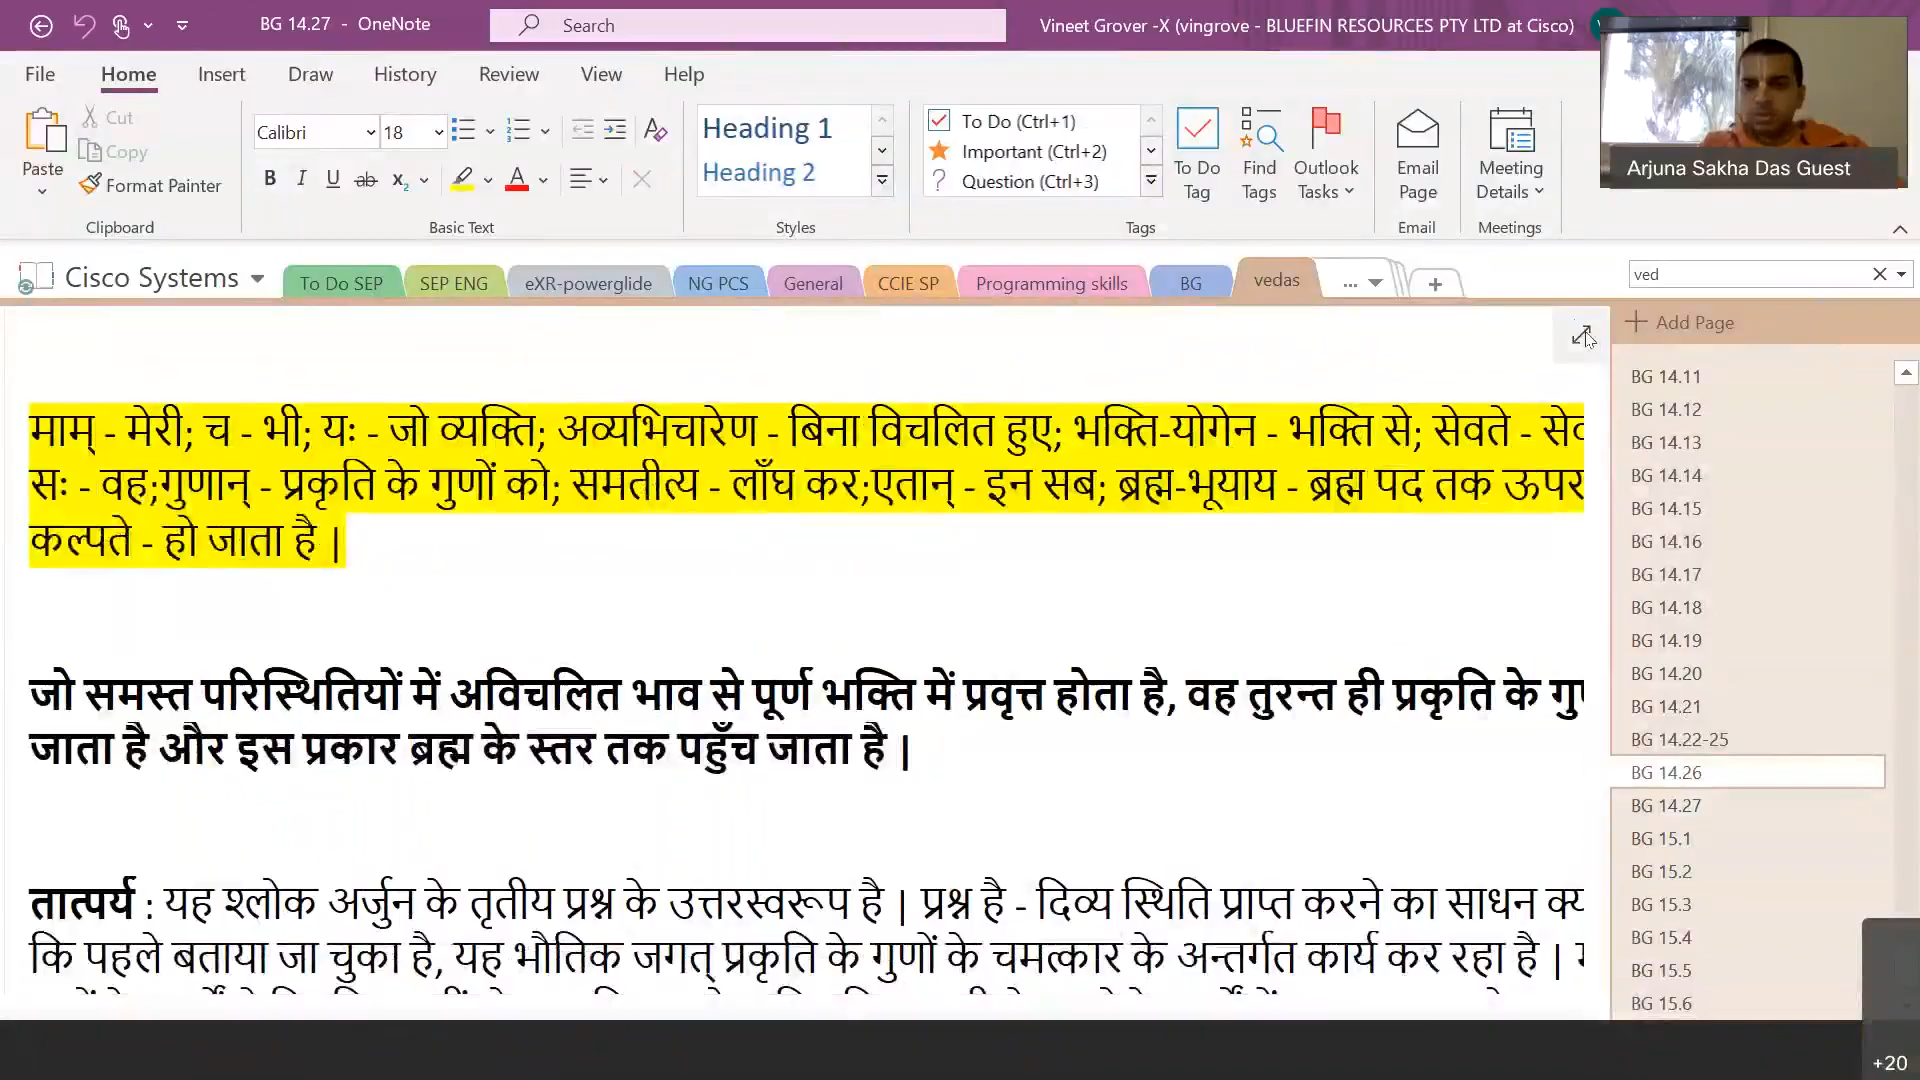 BG 14.27 - OneNote
Search
Vineet Grover -X (vingrove - BLUEFIN RESOURCES PTY LTD at Cisco)
File Home Insert Draw History Review View Help
Paste
Cut
Copy
Format Painter
Clipboard
Calibri 18
B I U ab X2 A
Basic Text
Heading 1
Heading 2
Styles
To Do (Ctrl+1)
Important (Ctrl+2)
Question (Ctrl+3)
To Do Tag
Find Tags
Outlook Tasks
Tags
Email Page
Email
Meeting Details
Meetings
Arjuna Sakha Das Guest
Cisco Systems
To Do SEP SEP ENG eXR-powerglide NG PCS General CCIE SP Programming skills BG vedas ...
ved
माम् - मेरी; च - भी; यः - जो व्यक्ति; अव्यभिचारेण - बिना विचलित हुए; भक्ति-योगेन - भक्ति से; सेवते -
सः - वह;गुणान् - प्रकृति के गुणों को; समतीत्य - लाँघ कर;एतान् - इन सब; ब्रह्म-भूयाय - ब्रह्म पद तक ऊपर
कल्पते - हो जाता है |
जो समस्त परिस्थितियों में अविचलित भाव से पूर्ण भक्ति में प्रवृत्त होता है, वह तुरन्त ही प्रकृति के
जाता है और इस प्रकार ब्रह्म के स्तर तक पहुँच जाता है |
तात्पर्य : यह श्लोक अर्जुन के तृतीय प्रश्न के उत्तरस्वरूप है | प्रश्न है - दिव्य स्थिति प्राप्त करने का साधन
कि पहले बताया जा चुका है, यह भौतिक जगत् प्रकृति के गुणों के चमत्कार के अन्तर्गत कार्य कर रहा है |
Add Page
BG 14.11
BG 14.12
BG 14.13
BG 14.14
BG 14.15
BG 14.16
BG 14.17
BG 14.18
BG 14.19
BG 14.20
BG 14.21
BG 14.22-25
BG 14.26
BG 14.27
BG 15.1
BG 15.2
BG 15.3
BG 15.4
BG 15.5
BG 15.6
+20